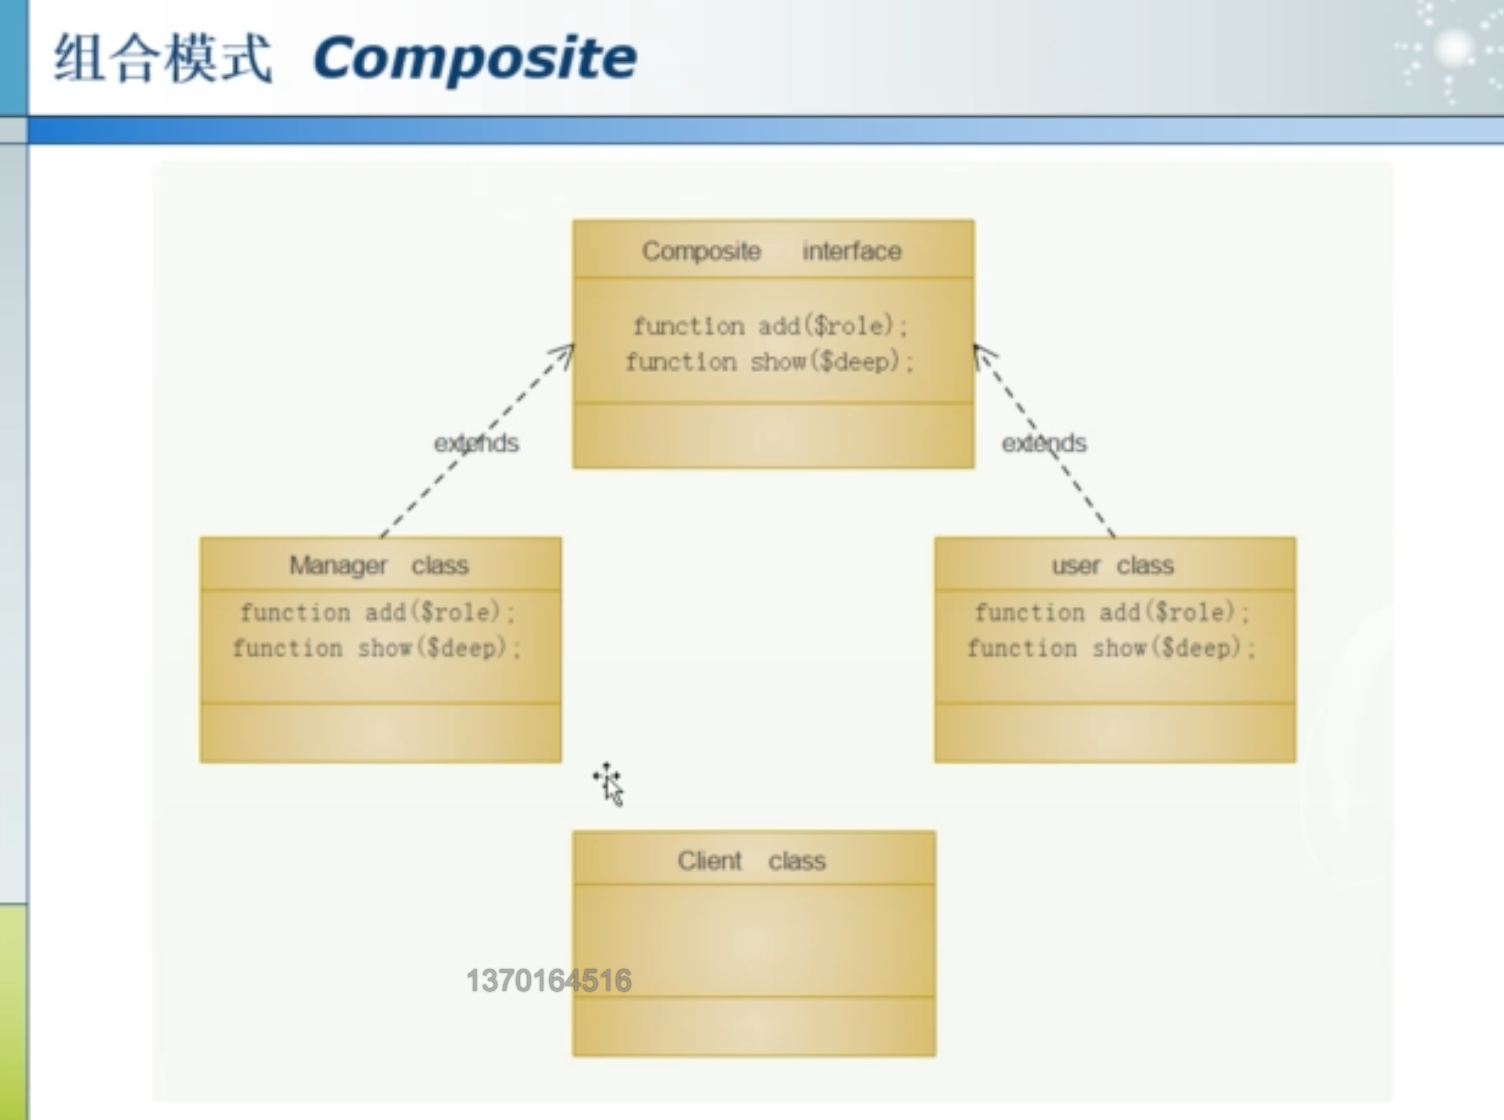 组合模式 Composite
Composite interface
function add($role);
function show($deep);
extends
extends
Manager class
function add($role);
function show($deep);
user class
function add($role);
function show($deep);
Client class
1370164516